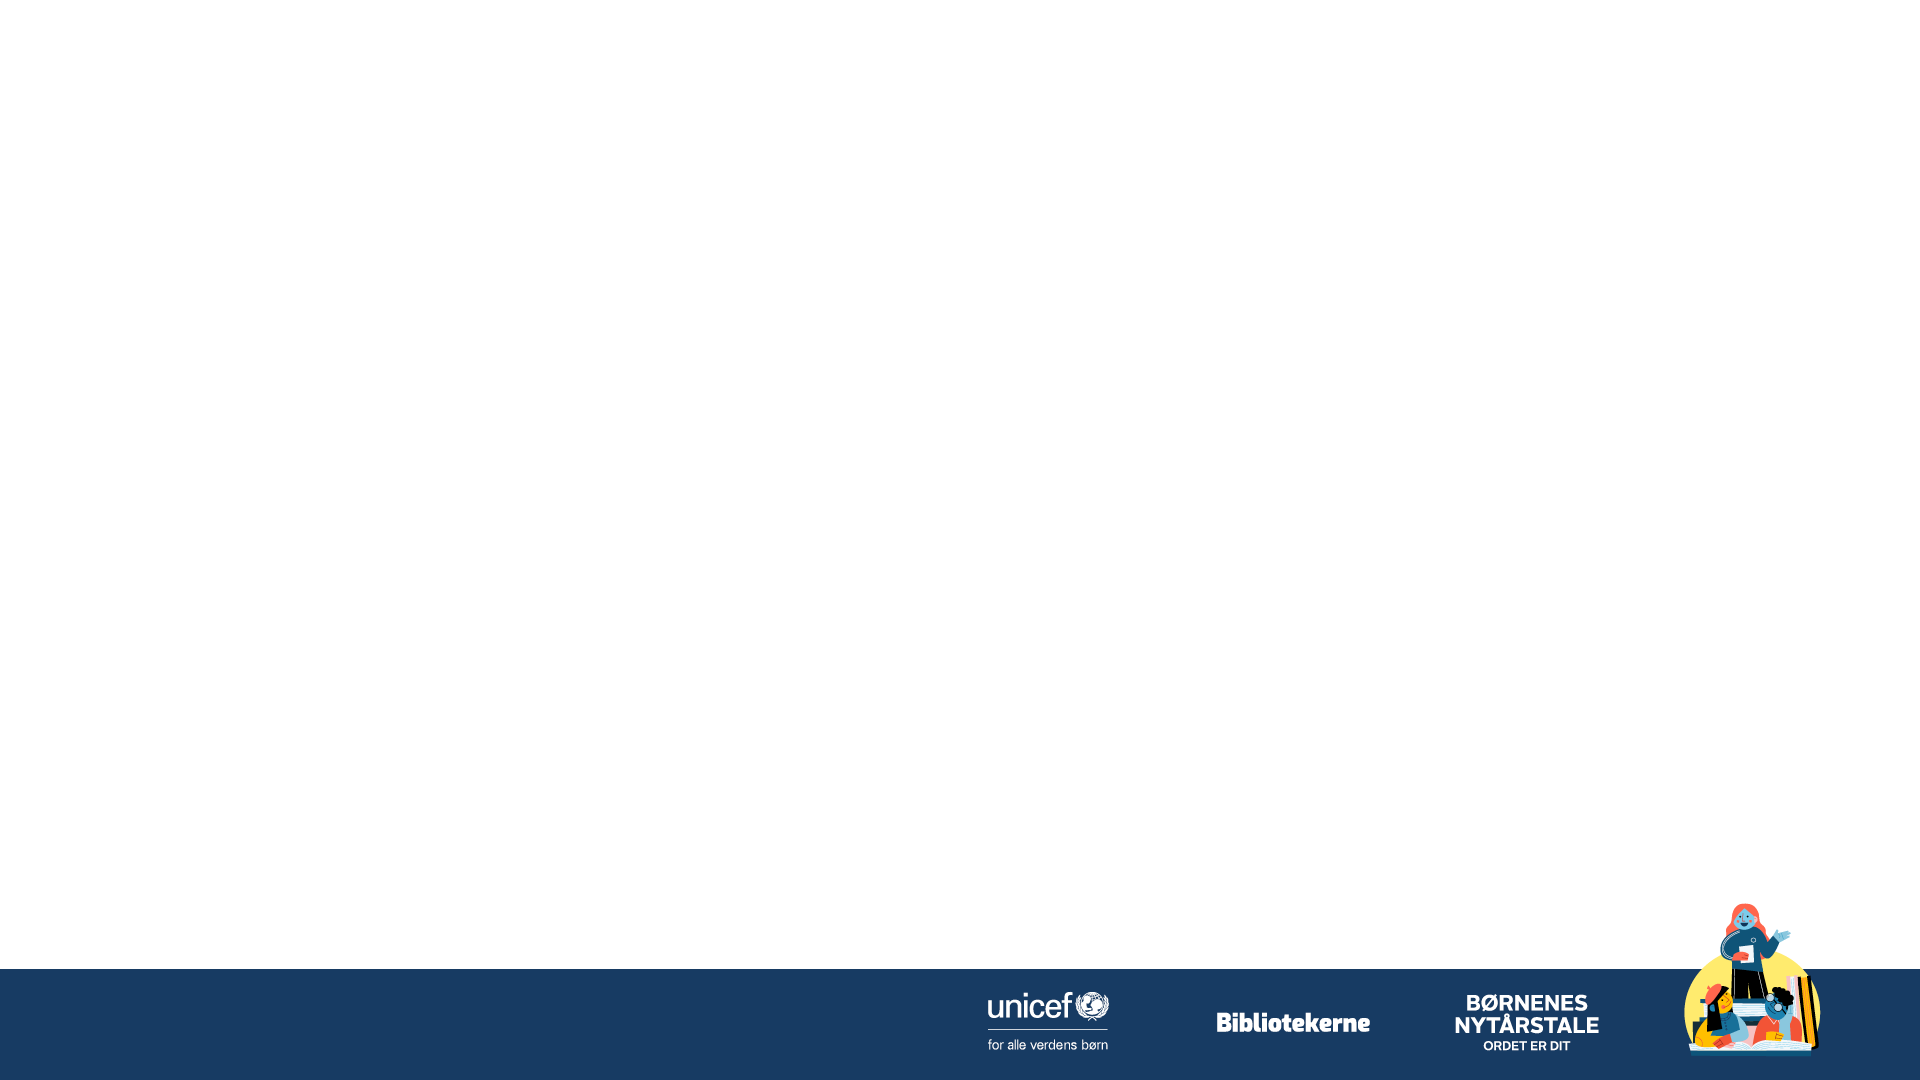 unicef
for alle verdens børn
Bibliotekerne
BØRNENES
NYTÅRSTALE
ORDET ER DIT